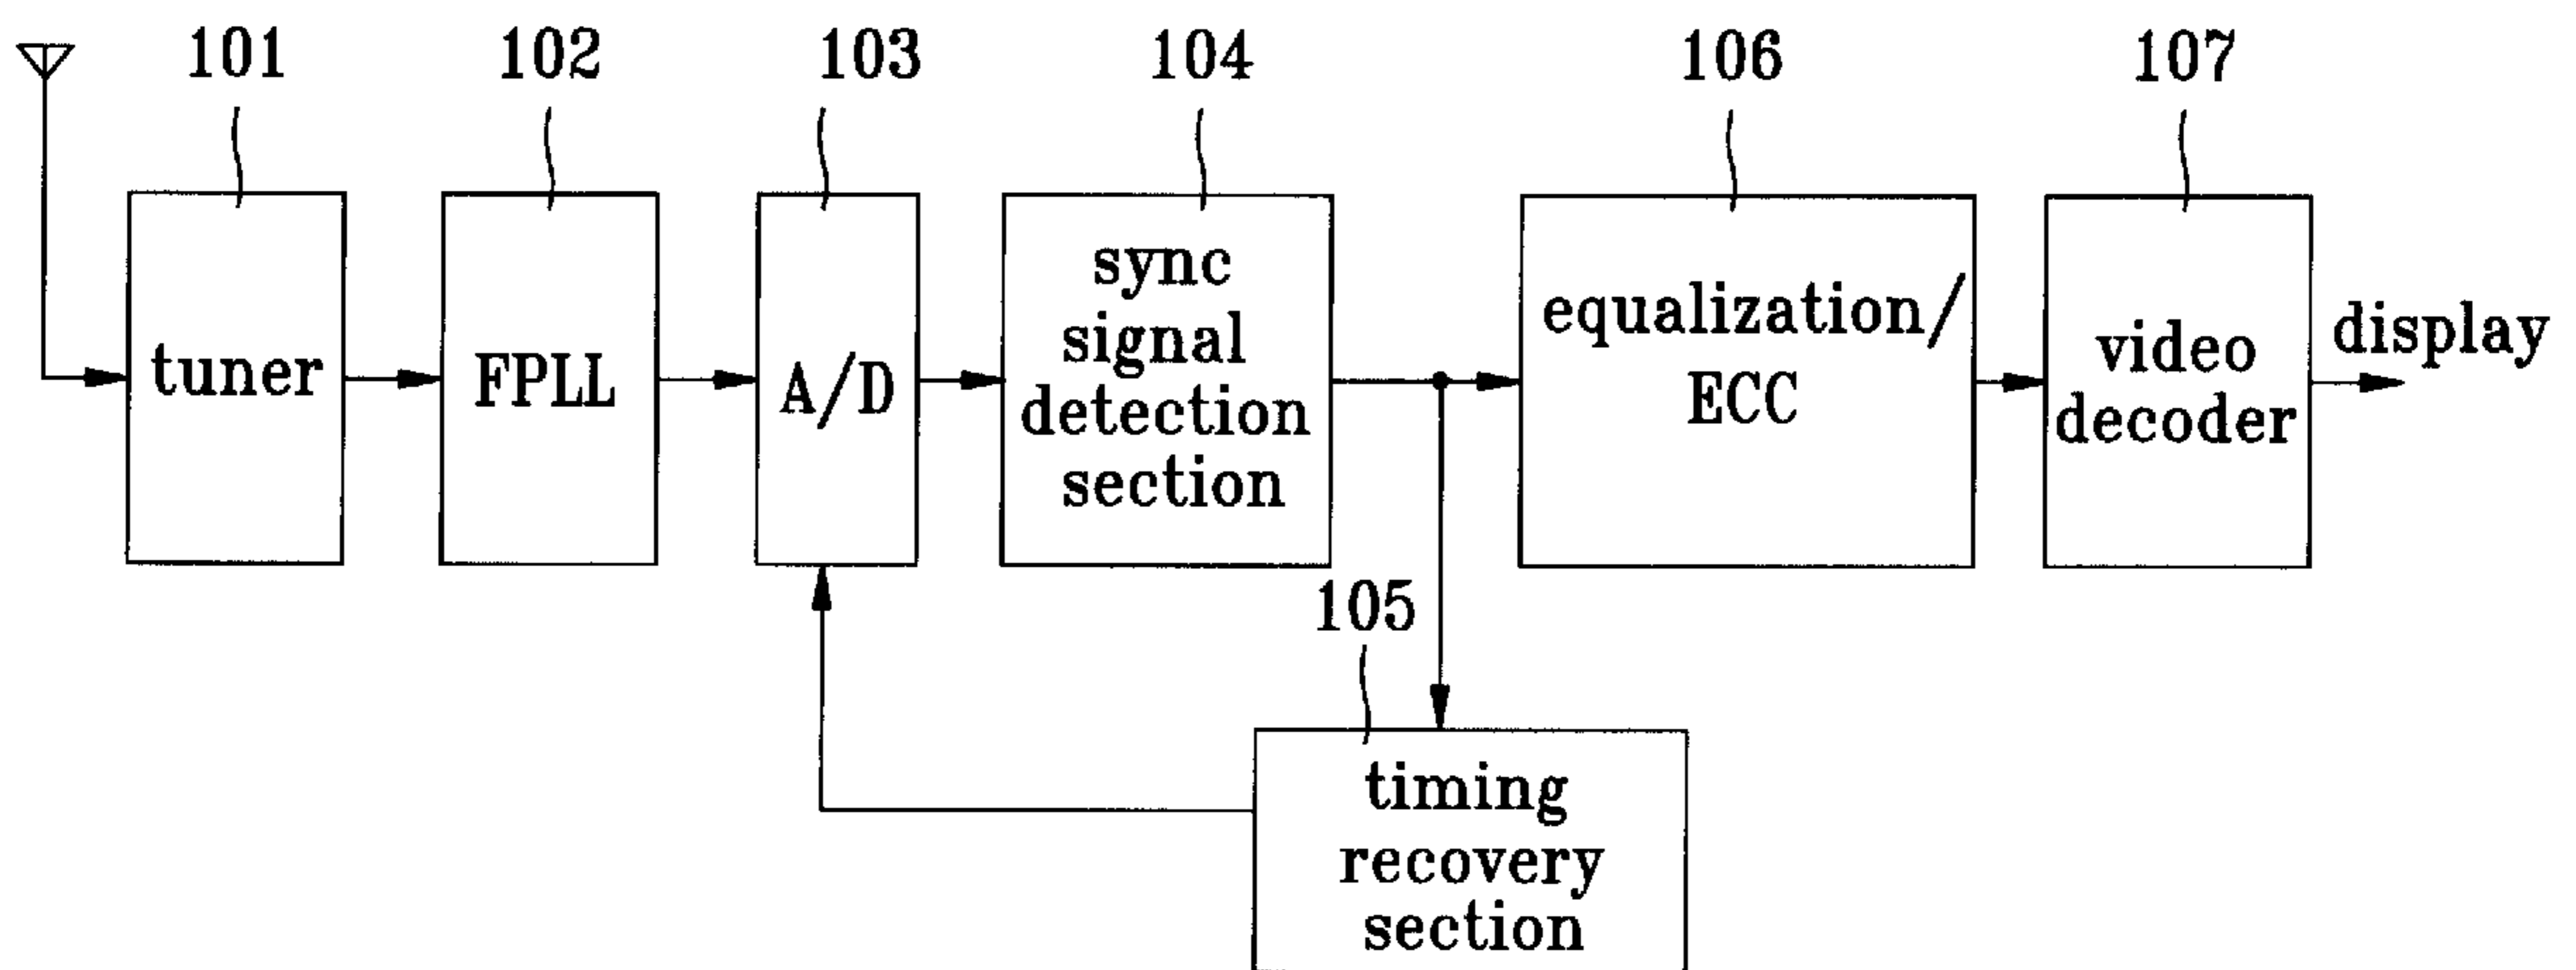 101
102
103
104
106
107
tuner
FPLL
A/D
sync
signal
detection
section
equalization/
ECC
video
decoder
display
105
timing
recovery
section